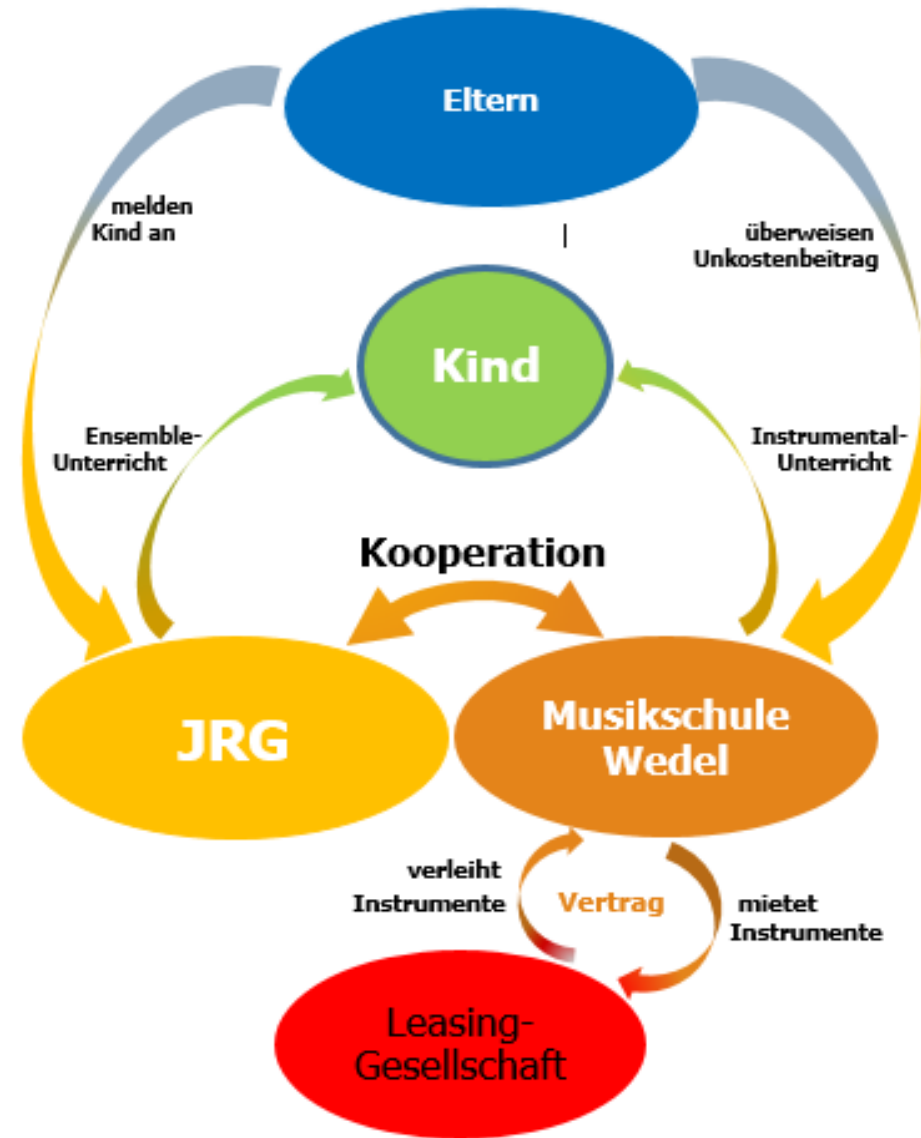 Eltern
melden
Kind an
überweisen
Unkostenbeitrag
Kind
Ensemble-
Unterricht
Instrumental-
Unterricht
Kooperation
JRG
Musikschule
Wedel
verleiht
Instrumente
Vertrag
mietet
Instrumente
Leasing-
Gesellschaft